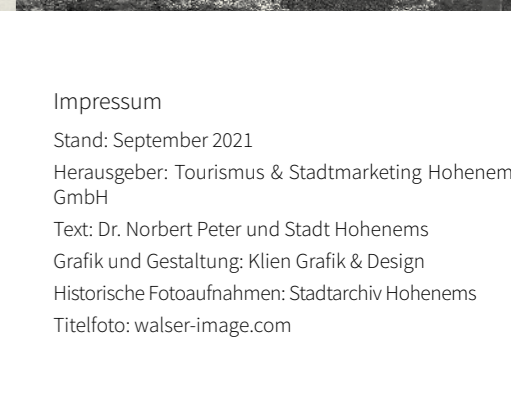 Impressum
Stand: September 2021
Herausgeber: Tourismus & Stadtmarketing Hohenem
GmbH
Text: Dr. Norbert Peter und Stadt Hohenems
Grafik und Gestaltung: Klien Grafik & Design
Historische Fotoaufnahmen: Stadtarchiv Hohenems
Titelfoto: walser-image.com